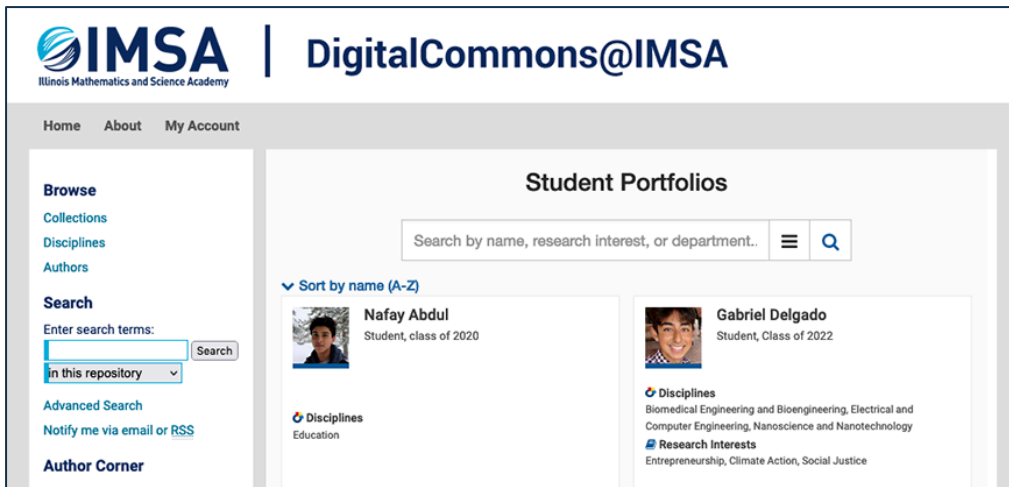 IMSA
Illinois Mathematics and Science Academy
DigitalCommons@IMSA
Home About My Account
Browse
Collections
Disciplines
Authors
Search
Enter search terms:
Search
in this repository
Advanced Search
Notify me via email or RSS
Author Corner
Student Portfolios
Search by name, research interest, or department..
Sort by name (A-Z)
Nafay Abdul
Student, class of 2020
Disciplines
Education
Gabriel Delgado
Student, Class of 2022
Disciplines
Biomedical Engineering and Bioengineering, Electrical and
Computer Engineering, Nanoscience and Nanotechnology
Research Interests
Entrepreneurship, Climate Action, Social Justice